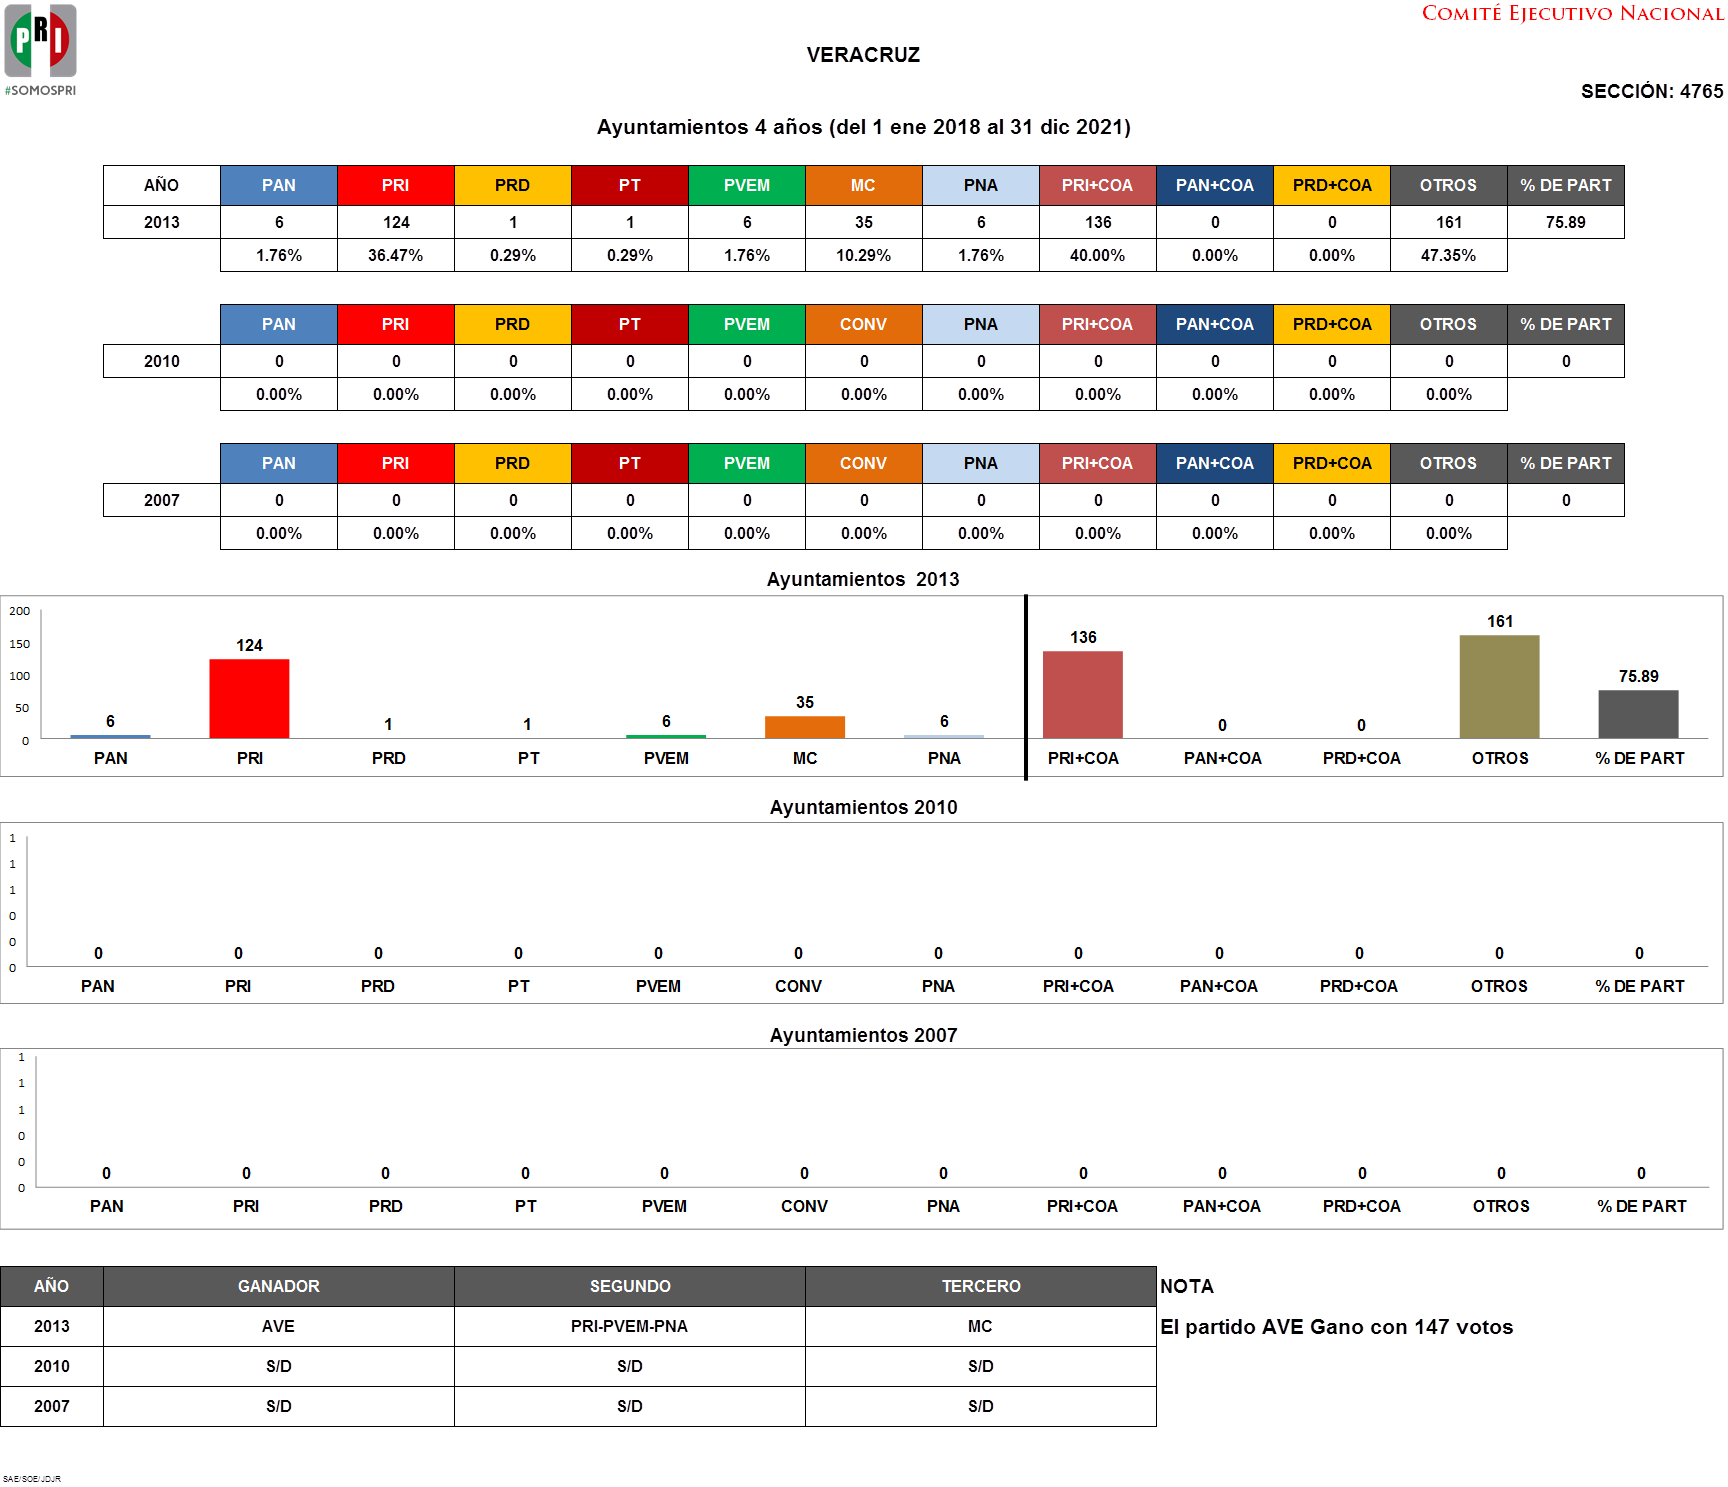 COMITÉ EJECUTIVO NACIONAL
PRI
#SOMOSPRI
VERACRUZ
SECCIÓN: 4765
Ayuntamientos 4 años (del 1 ene 2018 al 31 dic 2021)
AÑO PAN PRI PRD PT PVEM MC PNA PRI+COA PAN+COA PRD+COA OTROS % DE PART
2013 6 124 1 1 6 35 6 136 0 0 161 75.89
1.76% 36.47% 0.29% 0.29% 1.76% 10.29% 1.76% 40.00% 0.00% 0.00% 47.35%
PAN PRI PRD PT PVEM CONV PNA PRI+COA PAN+COA PRD+COA OTROS % DE PART
2010 0 0 0 0 0 0 0 0 0 0 0 0
0.00% 0.00% 0.00% 0.00% 0.00% 0.00% 0.00% 0.00% 0.00% 0.00% 0.00%
PAN PRI PRD PT PVEM CONV PNA PRI+COA PAN+COA PRD+COA OTROS % DE PART
2007 0 0 0 0 0 0 0 0 0 0 0 0
0.00% 0.00% 0.00% 0.00% 0.00% 0.00% 0.00% 0.00% 0.00% 0.00% 0.00%
Ayuntamientos 2013
200
150
100
50
0
6 124 1 1 6 35 6 136 0 0 161 75.89
PAN PRI PRD PT PVEM MC PNA PRI+COA PAN+COA PRD+COA OTROS % DE PART
Ayuntamientos 2010
1
1
1
0
0
0
0 0 0 0 0 0 0 0 0 0 0 0
PAN PRI PRD PT PVEM CONV PNA PRI+COA PAN+COA PRD+COA OTROS % DE PART
Ayuntamientos 2007
1
1
1
0
0
0
0 0 0 0 0 0 0 0 0 0 0 0
PAN PRI PRD PT PVEM CONV PNA PRI+COA PAN+COA PRD+COA OTROS % DE PART
AÑO GANADOR SEGUNDO TERCERO NOTA
2013 AVE PRI-PVEM-PNA MC El partido AVE Gano con 147 votos
2010 S/D S/D S/D
2007 S/D S/D S/D
SAE/SOE/JDJR